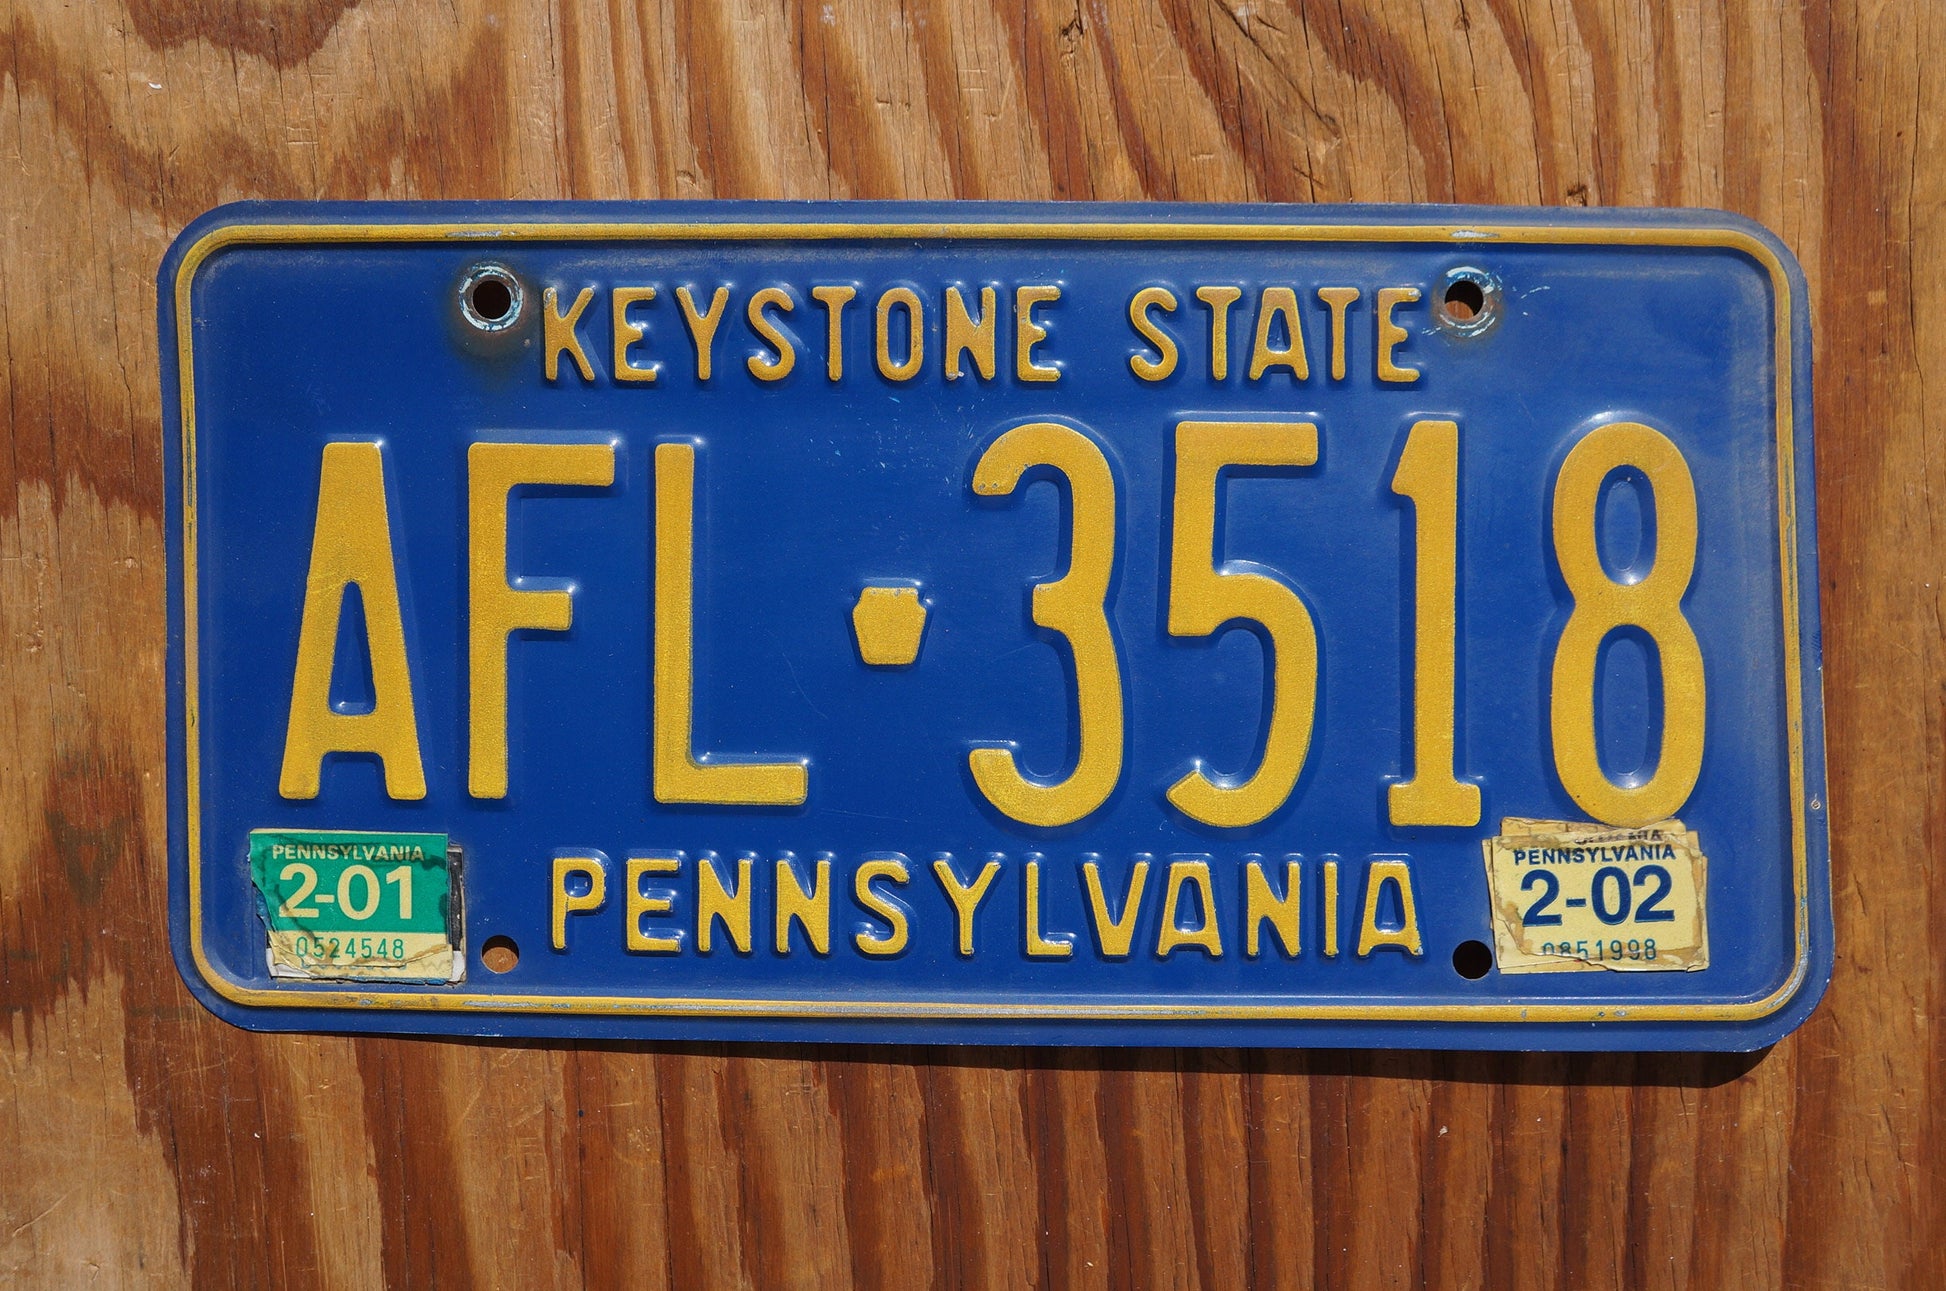 KEYSTONE STATE
AFL 3518
PENNSYLVANIA
PENNSYLVANIA
2-01
0524548
PENNSYLVANIA
2-02
0851998